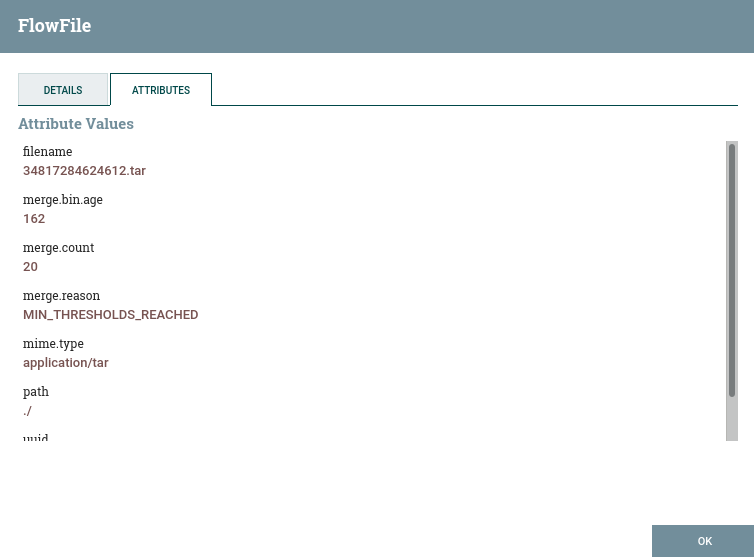 FlowFile
DETAILS
ATTRIBUTES
Attribute Values
filename
34817284624612.tar
merge.bin.age
162
merge.count
20
merge.reason
MIN_THRESHOLDS_REACHED
mime.type
application/tar
path
./
uuid
OK